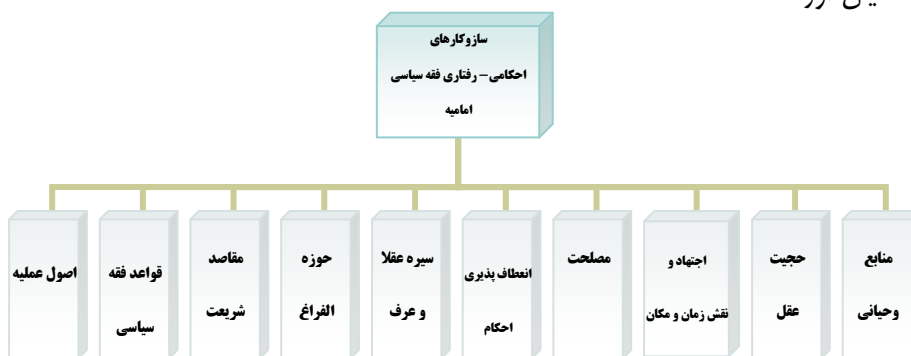 سازوکارهای
احکامی- رفتاری فقه سیاسی
امامیه
منابع
وحیانی
حجیت
عقل
اجتهاد و
نقش زمان و مکان
مصلحت
انعطاف پذیری
احکام
سیره عقلا
و عرف
حوزه
الفراغ
مقاصد
شریعت
قواعد فقه
سیاسی
اصول عملیه